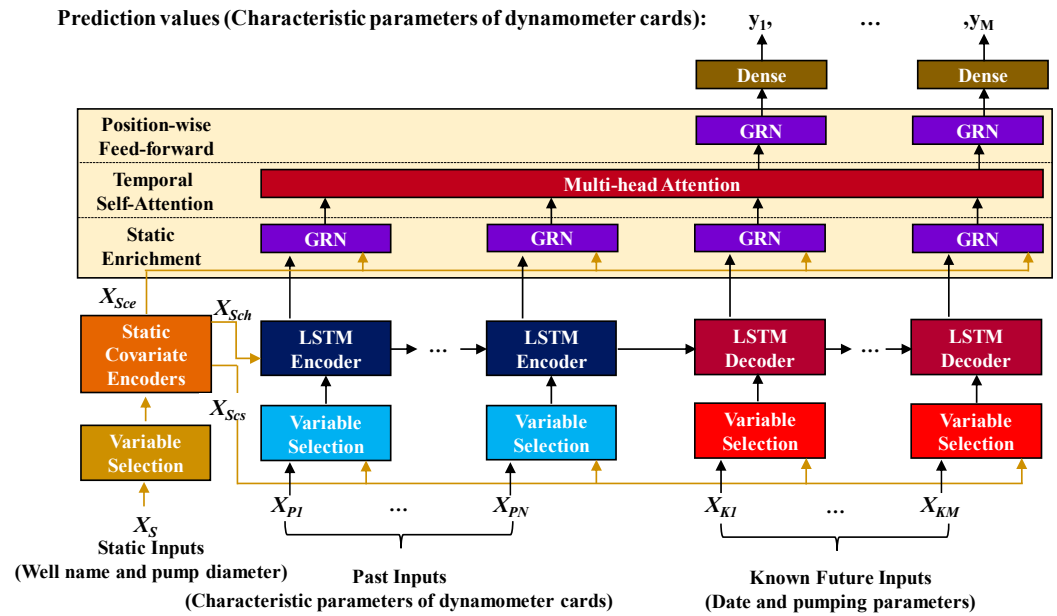 Prediction values (Characteristic parameters of dynamometer cards): y1, ... ,yM
Dense Dense
Position-wise
Feed-forward
GRN GRN
Temporal
Self-Attention
Multi-head Attention
Static
Enrichment
GRN GRN GRN GRN
XSce
XSch
Static
Covariate
Encoders
LSTM
Encoder
...
LSTM
Encoder
LSTM
Decoder
...
LSTM
Decoder
XScs
Variable
Selection
Variable
Selection
Variable
Selection
Variable
Selection
Variable
Selection
XS
XP1 ... XPN XK1 ... XKM
Static Inputs
(Well name and pump diameter)
Past Inputs
(Characteristic parameters of dynamometer cards)
Known Future Inputs
(Date and pumping parameters)